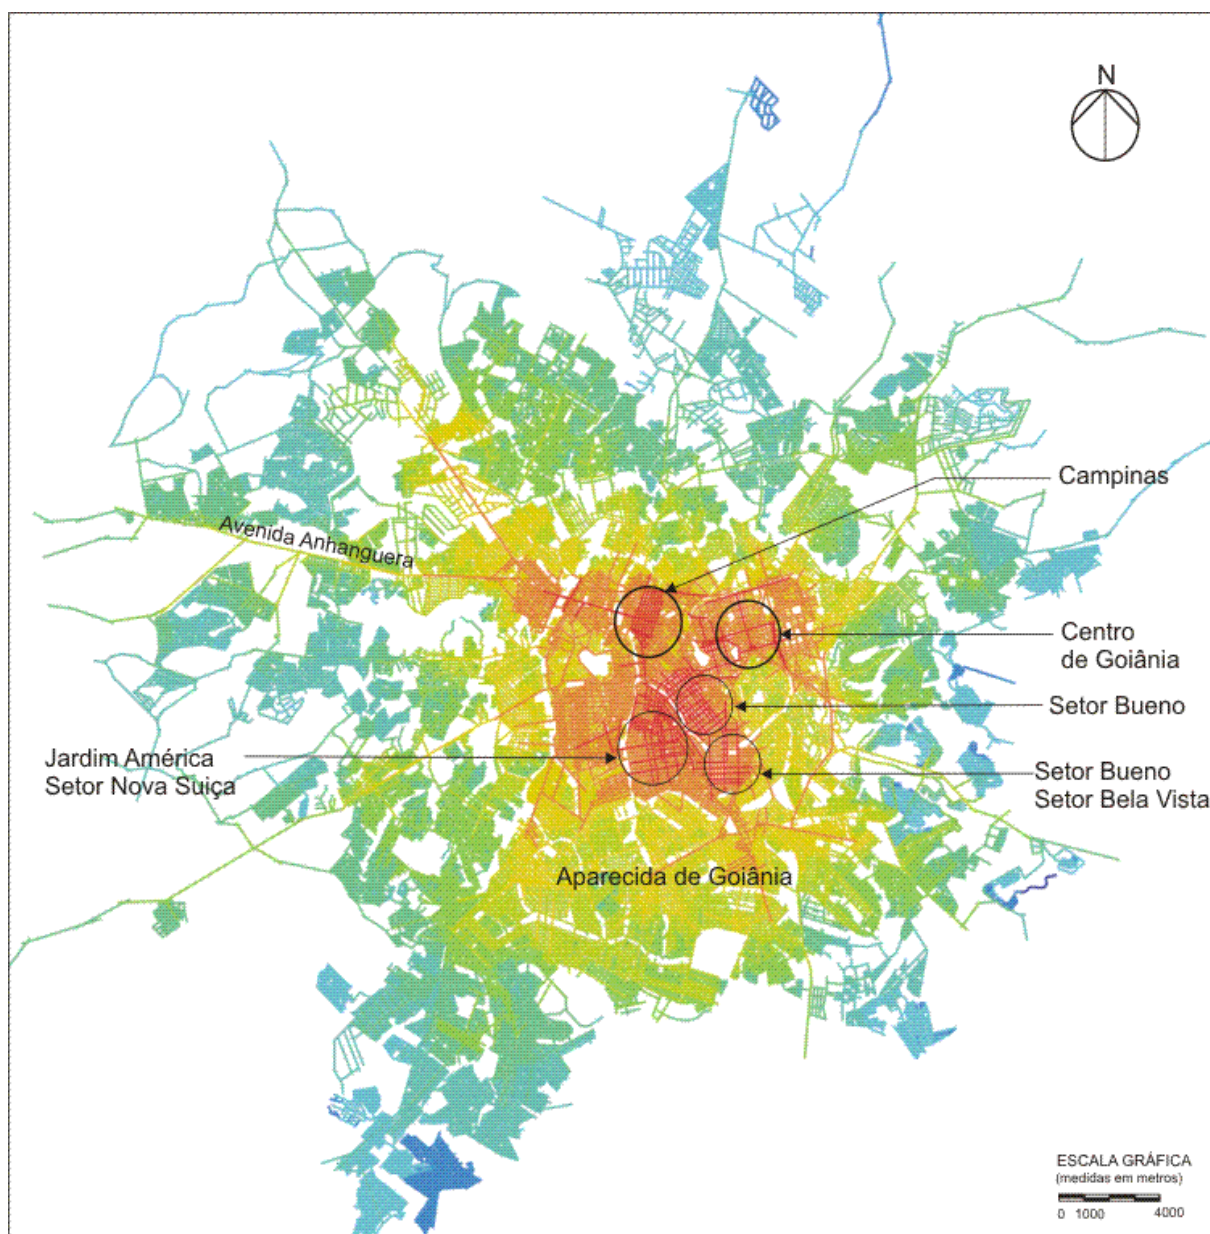 N
Campinas
Avenida Anhanguera
Centro
de Goiânia
Setor Bueno
Jardim América
Setor Nova Suiça
Setor Bueno
Setor Bela Vista
Aparecida de Goiânia
ESCALA GRÁFICA
(medidas em metros)
0 1000 4000